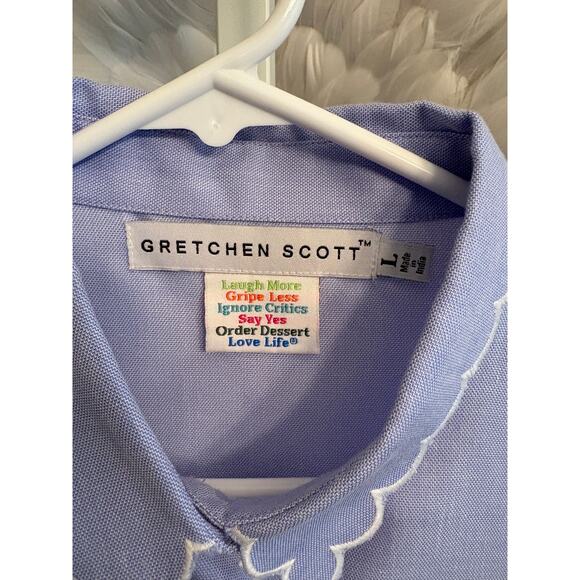 GRETCHEN SCOTT™
L
Made
in
India
Laugh More
Gripe Less
Ignore Critics
Say Yes
Order Dessert
Love Life®